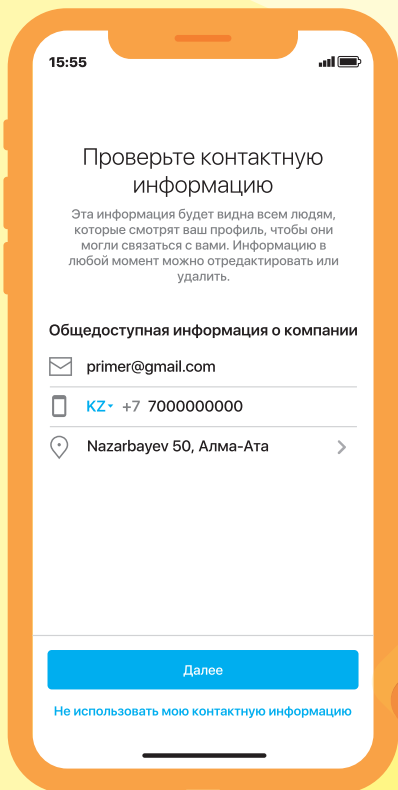 15:55
Проверьте контактную
информацию
Эта информация будет видна всем людям,
которые смотрят ваш профиль, чтобы они
могли связаться с вами. Информацию в
любой момент можно отредактировать или
удалить.
Общедоступная информация о компании
primer@gmail.com
KZ +7 7000000000
Nazarbayev 50, Алма-Ата
Далее
Не использовать мою контактную информацию